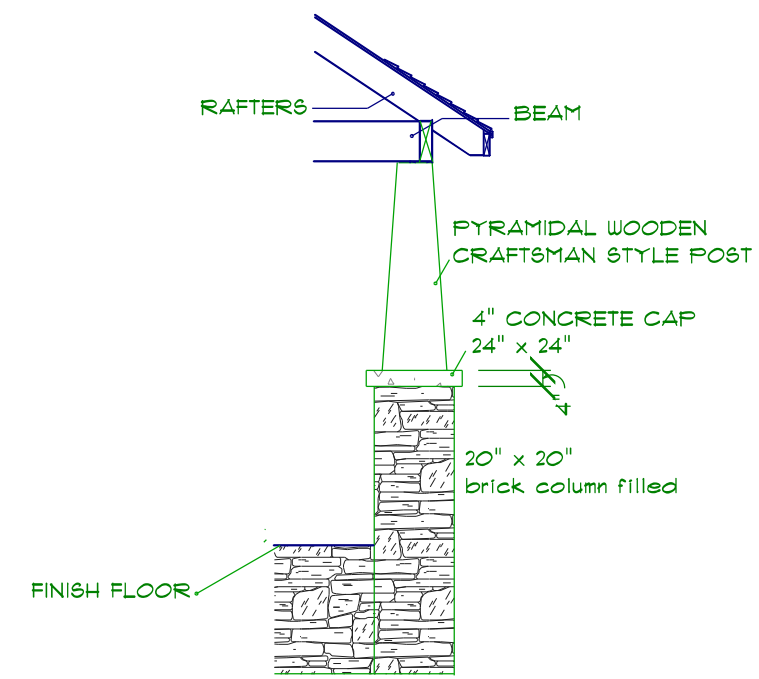 RAFTERS
BEAM
PYRAMIDAL WOODEN
CRAFTSMAN STYLE POST
4" CONCRETE CAP
24" x 24"
4"
20" x 20"
brick column filled
FINISH FLOOR